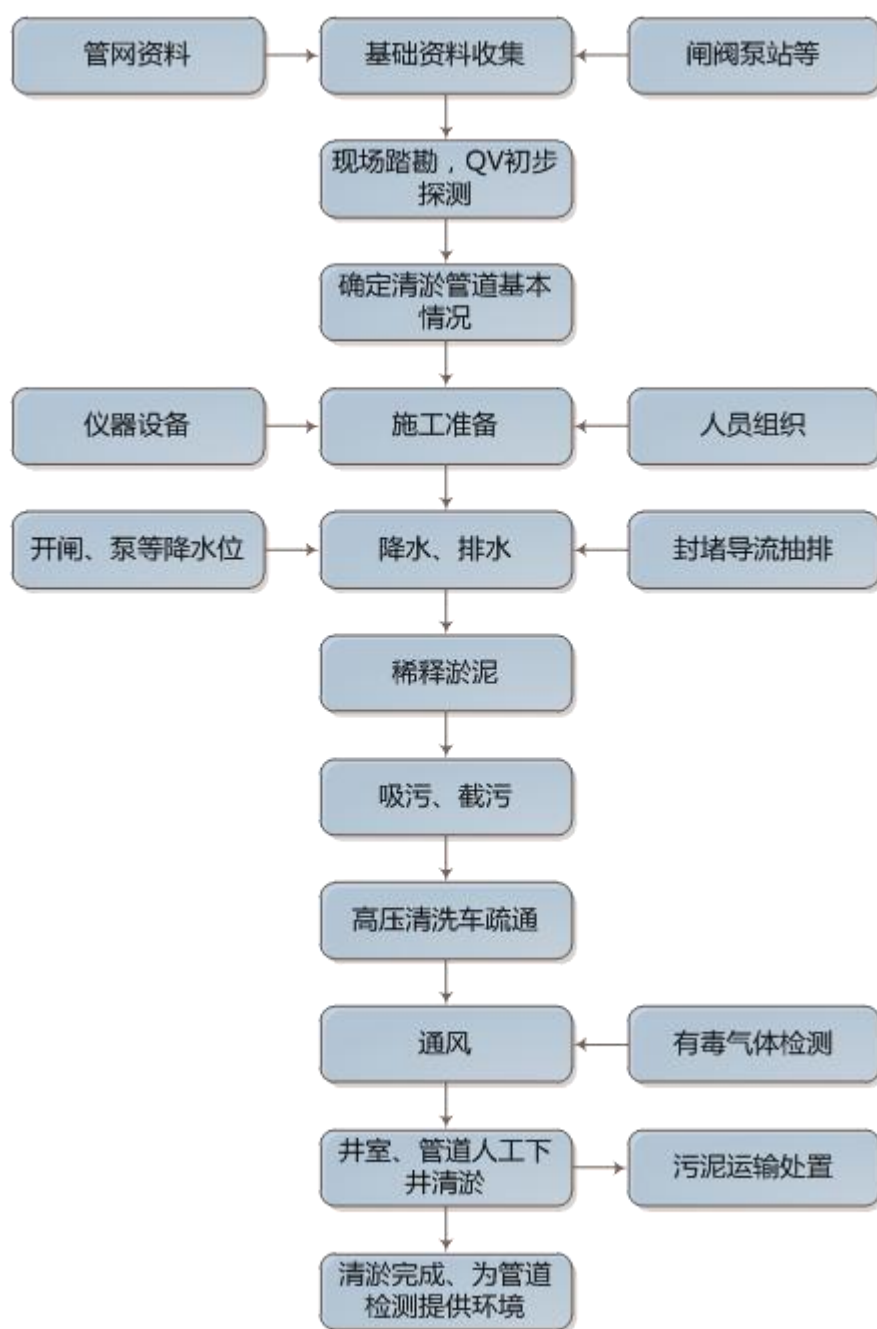 管网资料
基础资料收集
闸阀泵站等
现场踏勘，QV初步
探测
确定清淤管道基本
情况
仪器设备
施工准备
人员组织
开闸、泵等降水位
降水、排水
封堵导流抽排
稀释淤泥
吸污、截污
高压清洗车疏通
通风
有毒气体检测
井室、管道人工下
井清淤
污泥运输处置
清淤完成、为管道
检测提供环境